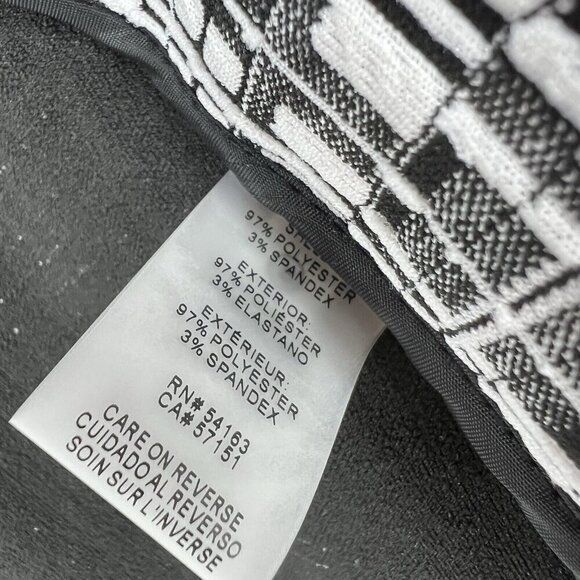 97% POLYESTER
3% SPANDEX
EXTERIOR:
97% POLIESTER
3% ELASTANO
EXTÉRIEUR:
97% POLYESTER
3% SPANDEX
RN# 54163
CA# 57151
CARE ON REVERSE
CUIDADO AL REVERSO
SOIN SUR L'INVERSE